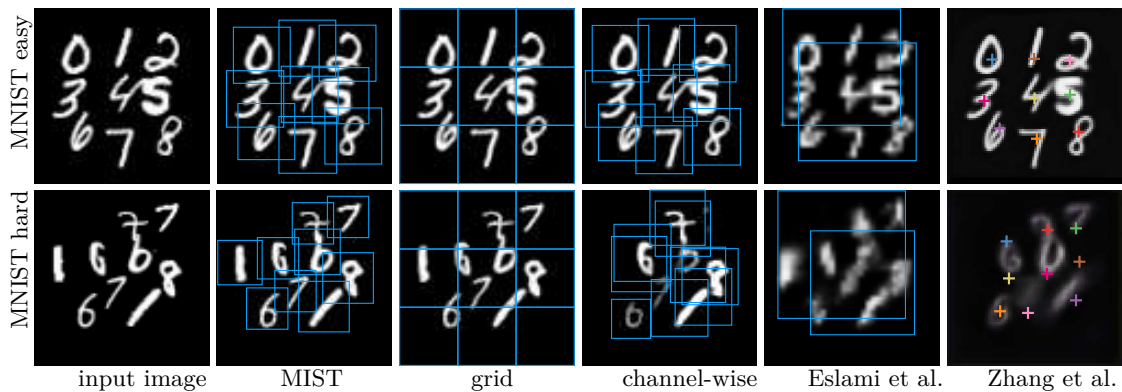 MNIST easy
MNIST hard
input image MIST grid channel-wise Eslami et al. Zhang et al.